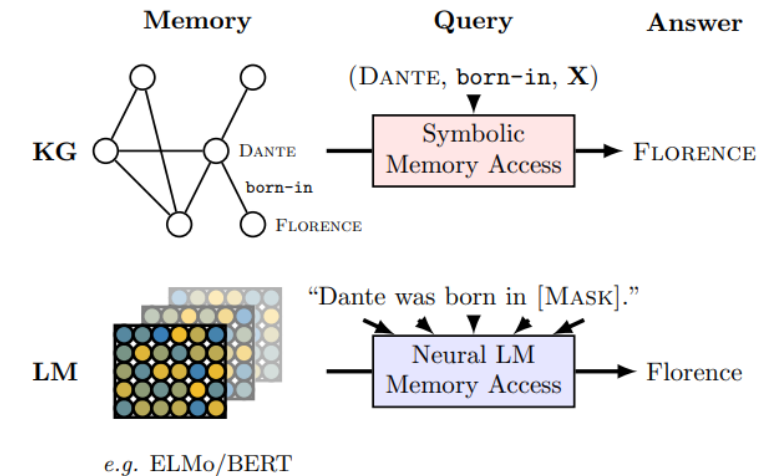 Memory
Query
Answer
KG
DANTE
born-in
FLORENCE
(DANTE, born-in, X)
Symbolic
Memory Access
FLORENCE
LM
e.g. ELMo/BERT
“Dante was born in [MASK].”
Neural LM
Memory Access
Florence